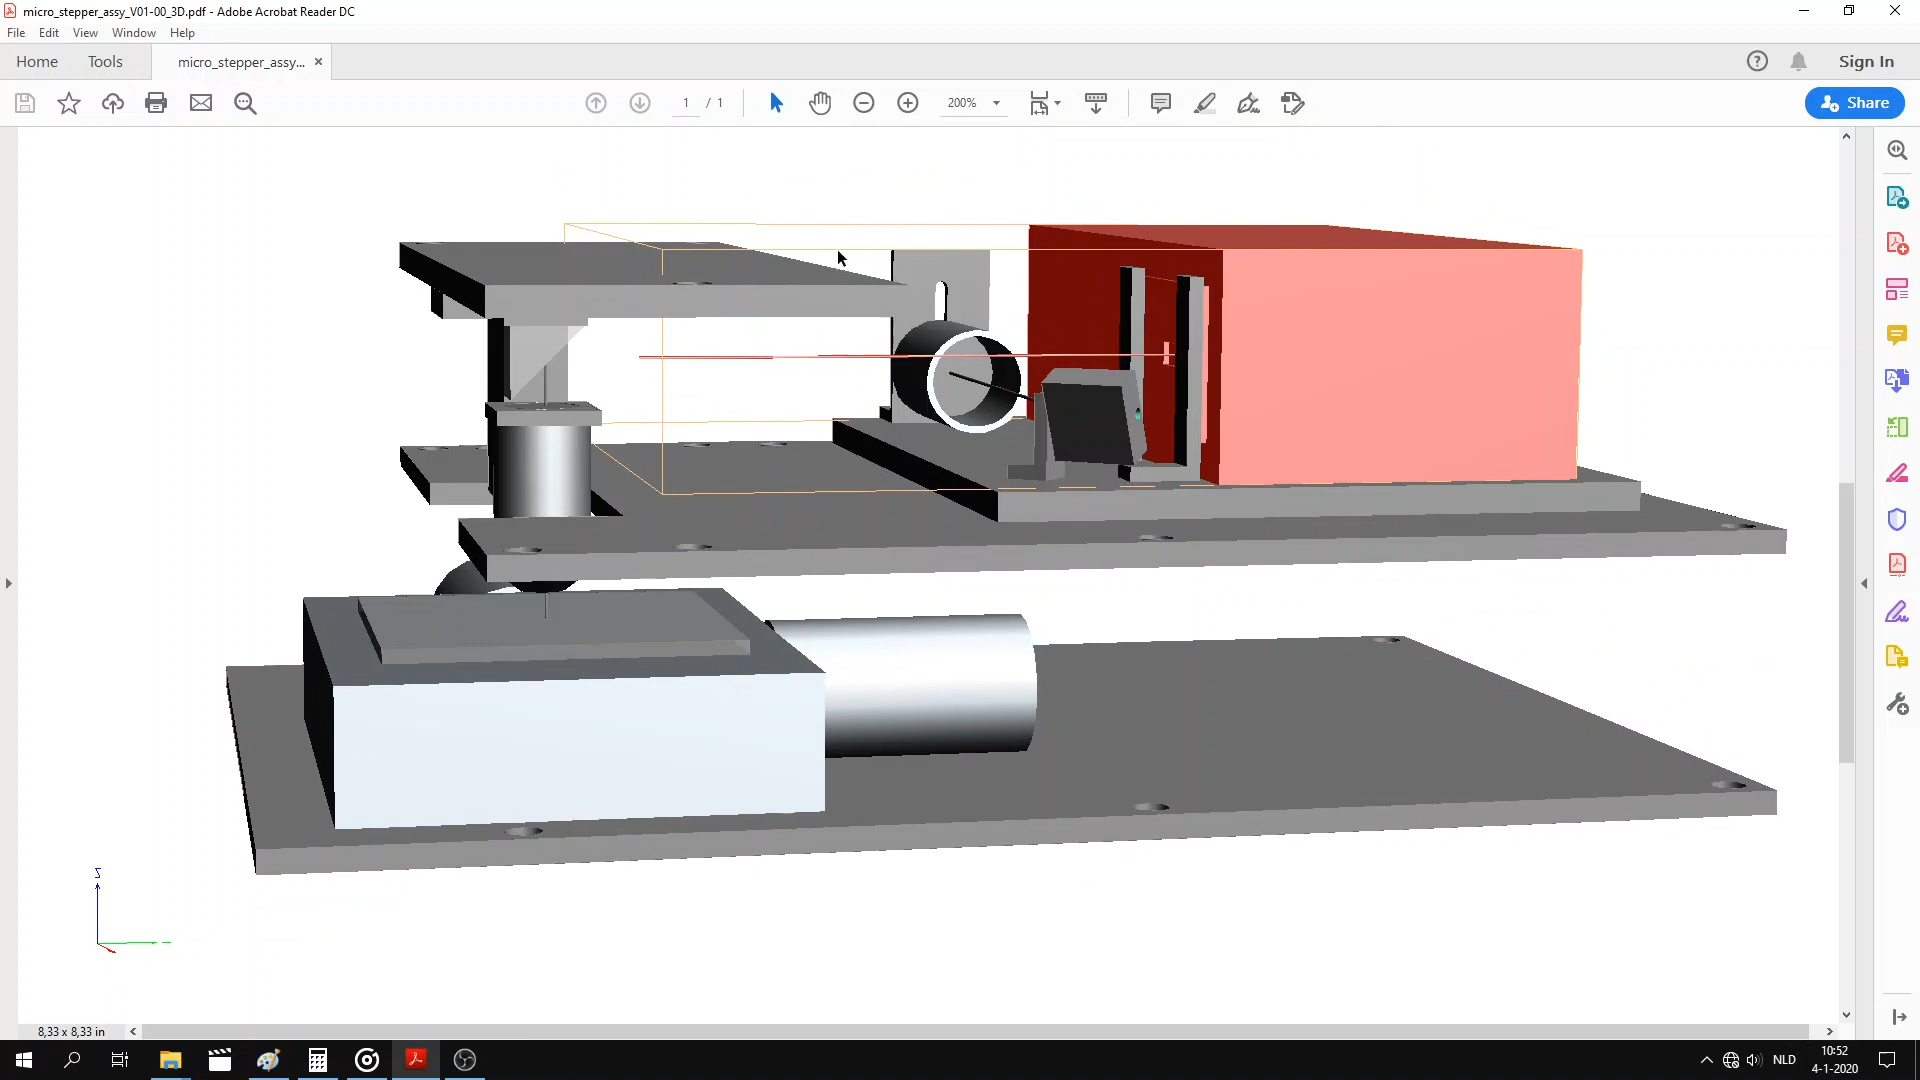 micro_stepper_assy_V01-00_3D.pdf - Adobe Acrobat Reader DC
File Edit View Window Help
Home Tools micro_stepper_assy... × Sign In
1 / 1 200% Share
Z
8,33 x 8,33 in
NLD 10:52
4-1-2020